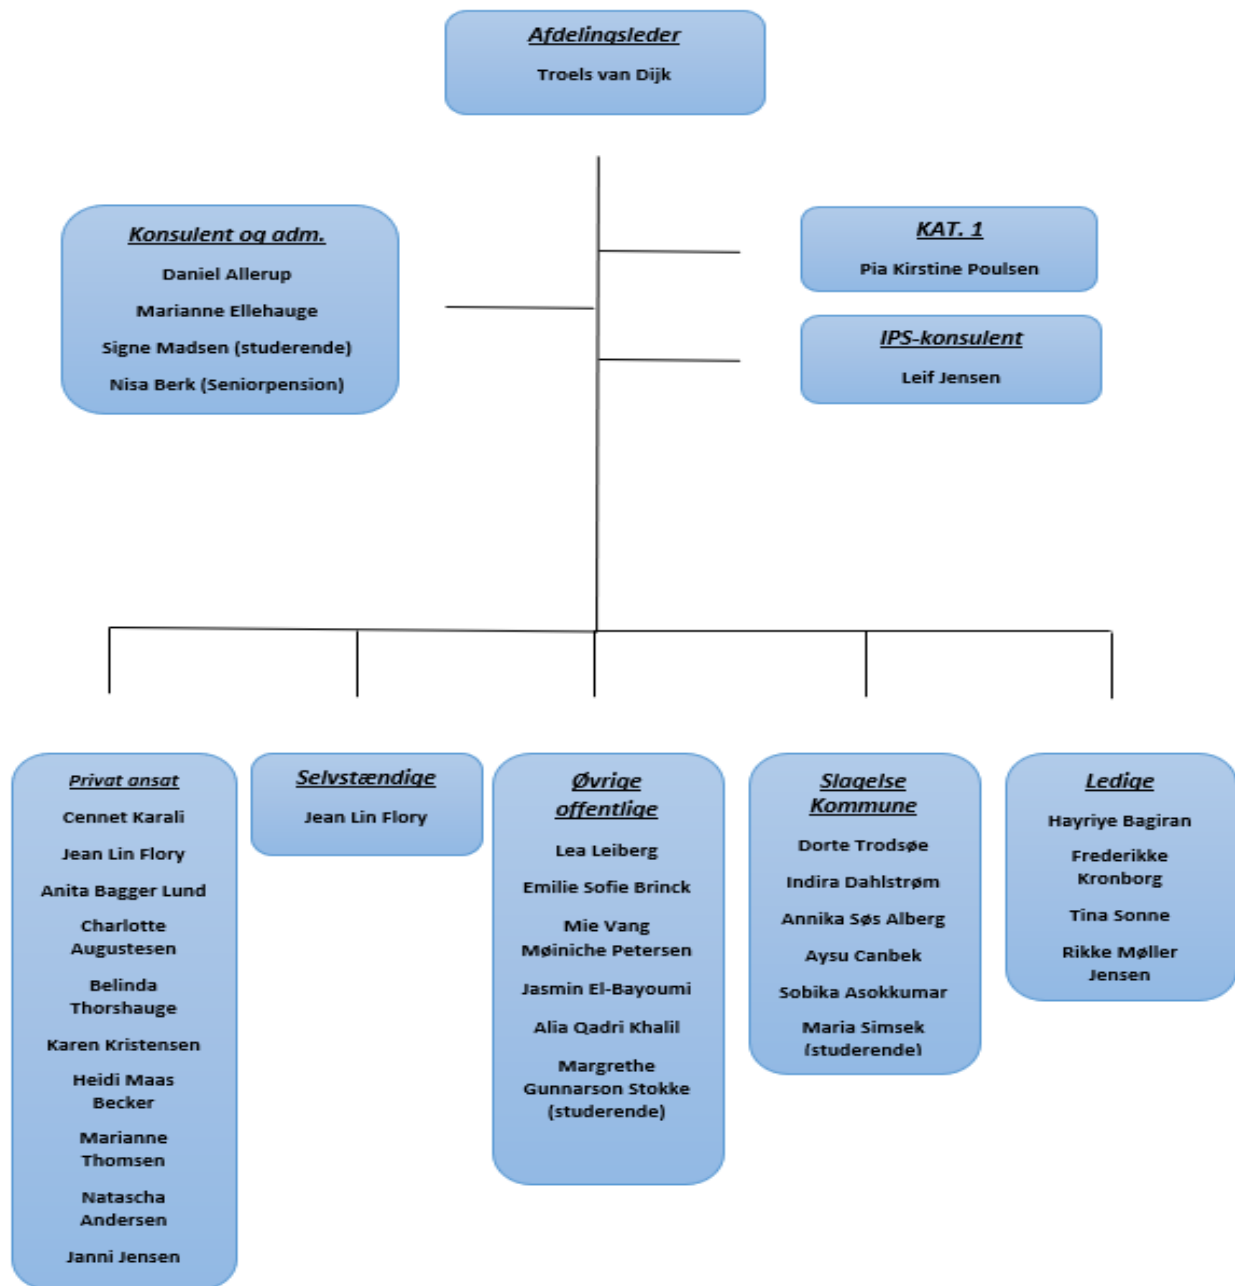 Afdelingsleder
Troels van Dijk
Konsulent og adm.
Daniel Allerup
Marianne Ellehauge
Signe Madsen (studerende)
Nisa Berk (Seniorpension)
KAT. 1
Pia Kirstine Poulsen
IPS-konsulent
Leif Jensen
Privat ansat
Cennet Karali
Jean Lin Flory
Anita Bagger Lund
Charlotte
Augustesen
Belinda
Thorshauge
Karen Kristensen
Heidi Maas
Becker
Marianne
Thomsen
Natascha
Andersen
Janni Jensen
Selvstændige
Jean Lin Flory
Øvrige
offentlige
Lea Leiberg
Emilie Sofie Brinck
Mie Vang
Møiniche Petersen
Jasmin El-Bayoumi
Alia Qadri Khalil
Margrethe
Gunnarson Stokke
(studerende)
Slagelse
Kommune
Dorte Trodsøe
Indira Dahlstrøm
Annika Søs Alberg
Aysu Canbek
Sobika Asokkumar
Maria Simsek
(studerende)
Ledige
Hayriye Bagiran
Frederikke
Kronborg
Tina Sonne
Rikke Møller
Jensen